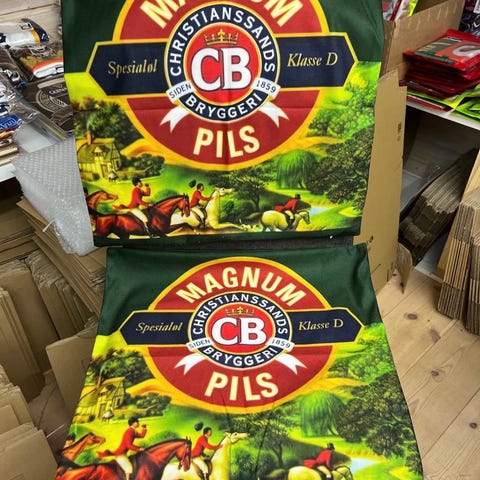 MAGNUM
CHRISTIANSSANDS
Spesialøl
CB
Klasse D
SIDEN 1859
BRYGGERI
PILS
MAGNUM
CHRISTIANSSANDS
Spesialøl
CB
Klasse D
SIDEN 1859
BRYGGERI
PILS